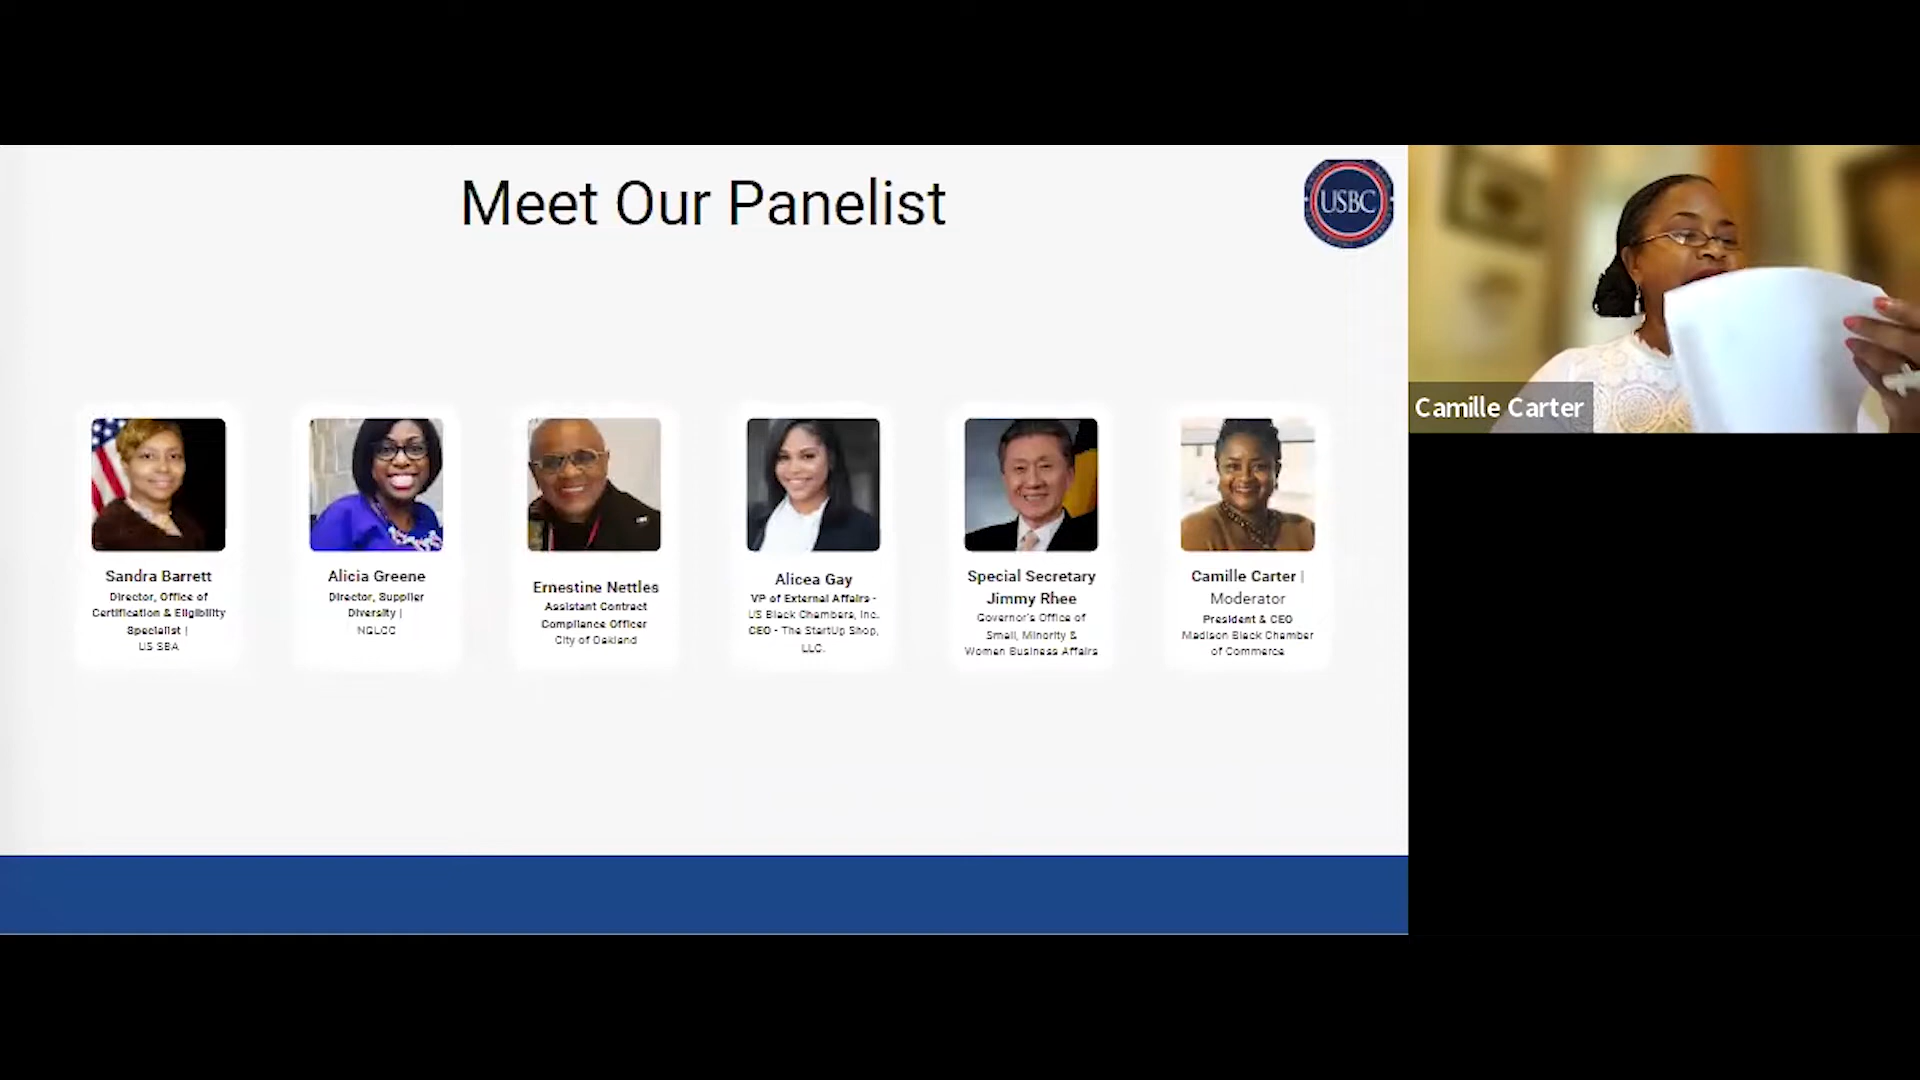 Meet Our Panelist
USBC
Camille Carter
Sandra Barrett
Director, Office of
Certification & Eligibility
Specialist |
US SBA
Alicia Greene
Director, Supplier
Diversity |
NGLCC
Ernestine Nettles
Assistant Contract
Compliance Officer
City of Oakland
Alicea Gay
VP of External Affairs -
US Black Chambers, Inc.
CEO - The StartUp Shop,
LLC.
Special Secretary
Jimmy Rhee
Governor's Office of
Small, Minority &
Women Business Affairs
Camille Carter |
Moderator
President & CEO
Madison Black Chamber
of Commerce